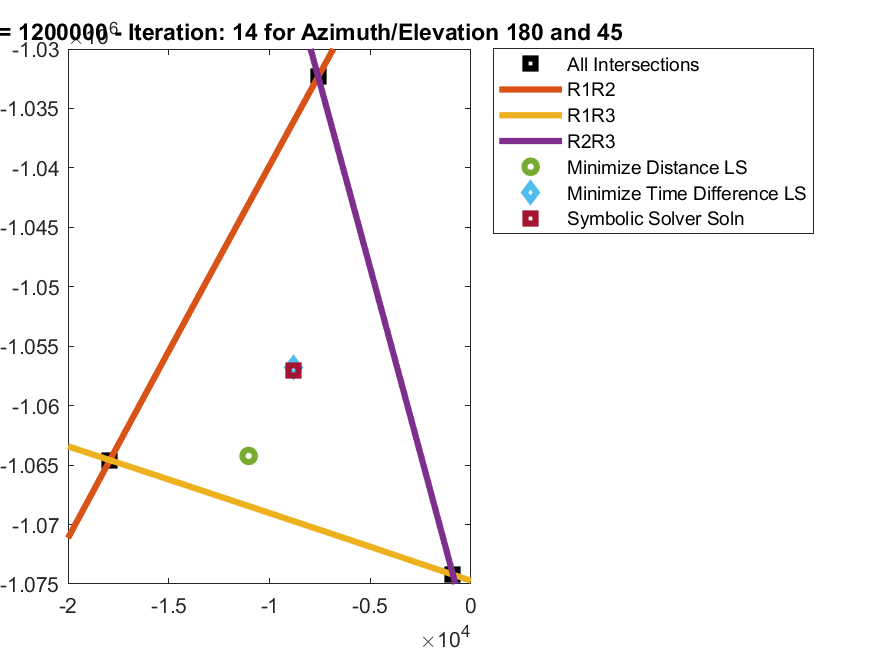 = 1200000 - Iteration: 14 for Azimuth/Elevation 180 and 45
×10⁶
-1.03
-1.035
-1.04
-1.045
-1.05
-1.055
-1.06
-1.065
-1.07
-1.075
-2 -1.5 -1 -0.5 0
×10⁴
All Intersections
R1R2
R1R3
R2R3
Minimize Distance LS
Minimize Time Difference LS
Symbolic Solver Soln